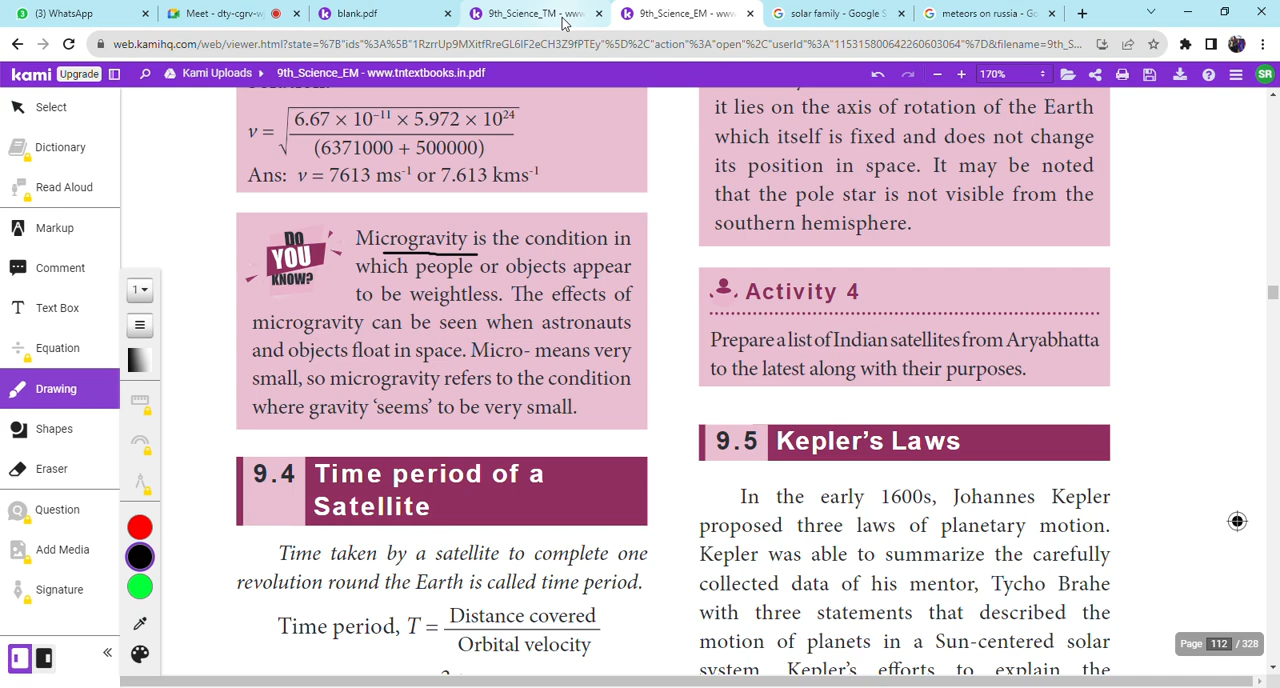 WhatsApp
Meet - dty-cgrv-w
blank.pdf
9th_Science_TM - www
9th_Science_EM - www
solar family - Google S
meteors on rights - Go
web.kamihq.com/web/viewer.html?state=%7B"ids"%3A%5B"1RzrrUp9MXitfRreGL6IF2eCH3Z9fPTEy"%5D%2C"action"%3A"open"%2C"userId"%3A"115315800642260603064"%7D&filename=9th_S...
kami Upgrade
Kami Uploads
9th_Science_EM - www.tntextbooks.in.pdf
170%
SR
Select
Dictionary
Read Aloud
Markup
Comment
Text Box
Equation
Drawing
Shapes
Eraser
Question
Add Media
Signature
1
v = √ 6.67 × 10⁻¹¹ × 5.972 × 10²⁴
(6371000 + 500000)
Ans: v = 7613 ms⁻¹ or 7.613 kms⁻¹
DO
YOU
KNOW?
Microgravity is the condition in
which people or objects appear
to be weightless. The effects of
microgravity can be seen when astronauts
and objects float in space. Micro- means very
small, so microgravity refers to the condition
where gravity ‘seems’ to be very small.
9.4 Time period of a
Satellite
Time taken by a satellite to complete one
revolution round the Earth is called time period.
Time period, T = Distance covered
Orbital velocity
it lies on the axis of rotation of the Earth
which itself is fixed and does not change
its position in space. It may be noted
that the pole star is not visible from the
southern hemisphere.
Activity 4
Prepare a list of Indian satellites from Aryabhatta
to the latest along with their purposes.
9.5 Kepler’s Laws
In the early 1600s, Johannes Kepler
proposed three laws of planetary motion.
Kepler was able to summarize the carefully
collected data of his mentor, Tycho Brahe
with three statements that described the
motion of planets in a Sun-centered solar
system. Kepler’s efforts to explain the
Page 112 / 328